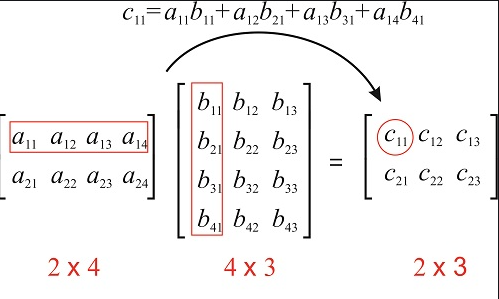 c₁₁=a₁₁b₁₁+a₁₂b₂₁+a₁₃b₃₁+a₁₄b₄₁
b₁₁ b₁₂ b₁₃
a₁₁ a₁₂ a₁₃ a₁₄ b₂₁ b₂₂ b₂₃ c₁₁ c₁₂ c₁₃
=
a₂₁ a₂₂ a₂₃ a₂₄ b₃₁ b₃₂ b₃₃ c₂₁ c₂₂ c₂₃
b₄₁ b₄₂ b₄₃
2 x 4 4 x 3 2 x 3